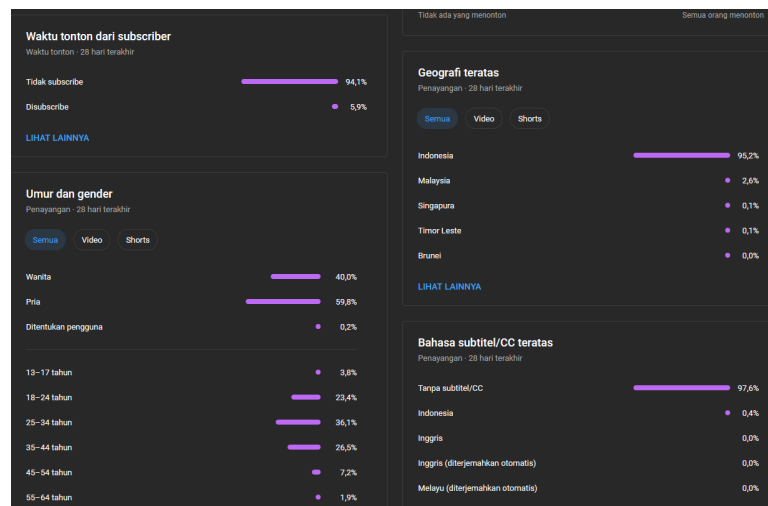 Waktu tonton dari subscriber
Waktu tonton · 28 hari terakhir
Tidak subscribe 94,1%
Disubscribe 5,9%
LIHAT LAINNYA
Umur dan gender
Penayangan · 28 hari terakhir
Semua Video Shorts
Wanita 40,0%
Pria 59,8%
Ditentukan pengguna 0,2%
13–17 tahun 3,8%
18–24 tahun 23,4%
25–34 tahun 36,1%
35–44 tahun 26,5%
45–54 tahun 7,2%
55–64 tahun 1,9%
Tidak ada yang menonton Semua orang menonton
Geografi teratas
Penayangan · 28 hari terakhir
Semua Video Shorts
Indonesia 95,2%
Malaysia 2,6%
Singapura 0,1%
Timor Leste 0,1%
Brunei 0,0%
LIHAT LAINNYA
Bahasa subtitel/CC teratas
Penayangan · 28 hari terakhir
Tanpa subtitel/CC 97,6%
Indonesia 0,4%
Inggris 0,0%
Inggris (diterjemahkan otomatis) 0,0%
Melayu (diterjemahkan otomatis) 0,0%